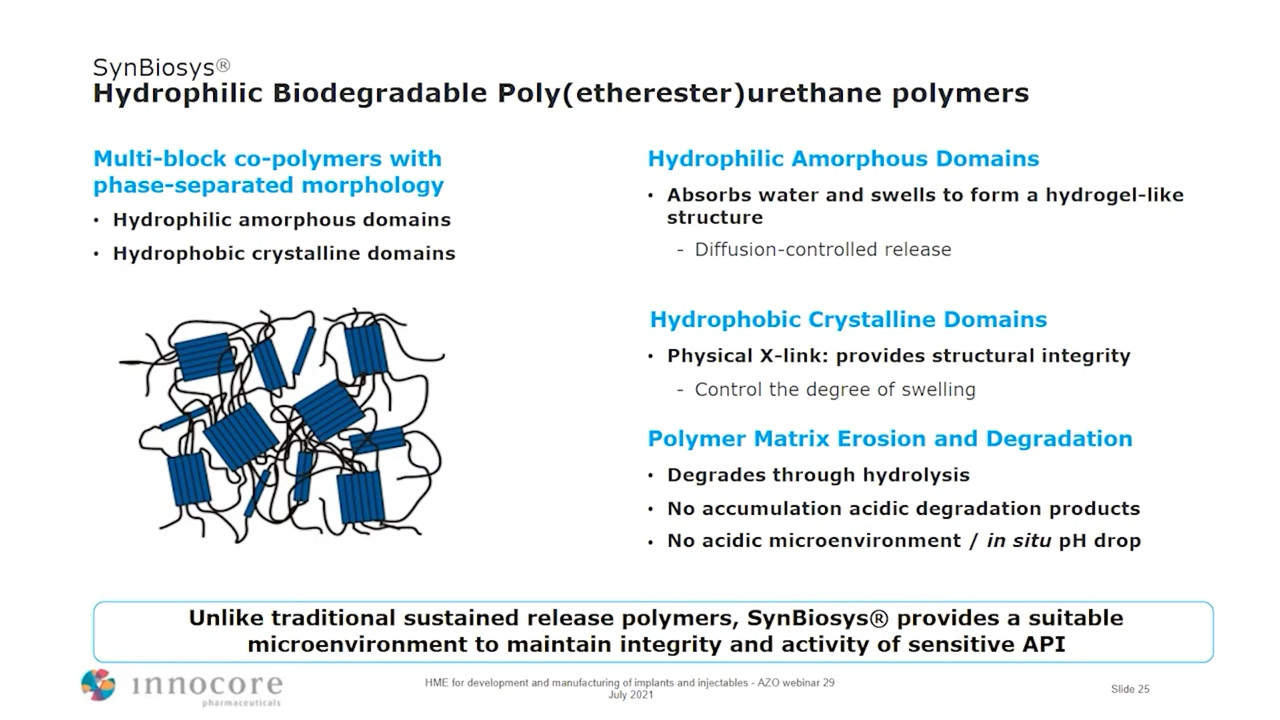 SynBiosys®
Hydrophilic Biodegradable Poly(etherester)urethane polymers
Multi-block co-polymers with
phase-separated morphology
• Hydrophilic amorphous domains
• Hydrophobic crystalline domains
Hydrophilic Amorphous Domains
• Absorbs water and swells to form a hydrogel-like
structure
- Diffusion-controlled release
Hydrophobic Crystalline Domains
• Physical X-link: provides structural integrity
- Control the degree of swelling
Polymer Matrix Erosion and Degradation
• Degrades through hydrolysis
• No accumulation acidic degradation products
• No acidic microenvironment / in situ pH drop
Unlike traditional sustained release polymers, SynBiosys® provides a suitable
microenvironment to maintain integrity and activity of sensitive API
innocore
pharmaceuticals
HME for development and manufacturing of implants and injectables - AZO webinar 29
July 2021
Slide 25